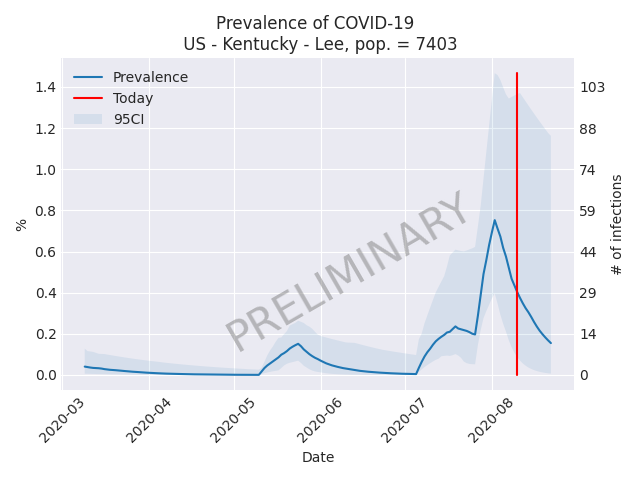 Prevalence of COVID-19
US - Kentucky - Lee, pop. = 7403
Prevalence
Today
95CI
PRELIMINARY
%
1.4
1.2
1.0
0.8
0.6
0.4
0.2
0.0
103
88
74
59
44
29
14
0
# of infections
2020-03
2020-04
2020-05
2020-06
2020-07
2020-08
Date